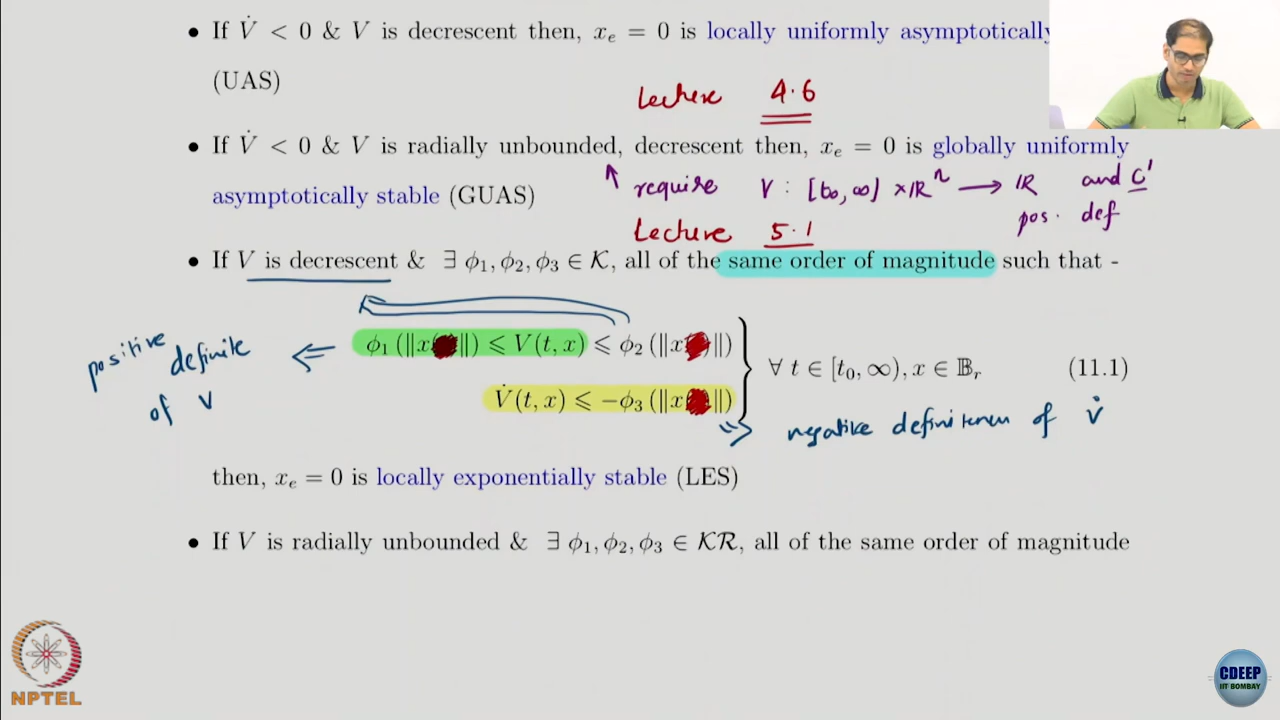 • If V̇ < 0 & V is decrescent then, xₑ = 0 is locally uniformly asymptotically
(UAS)
Lecture 4.6
• If V̇ < 0 & V is radially unbounded, decrescent then, xₑ = 0 is globally uniformly
asymptotically stable (GUAS)
↑ require V : [t₀, ∞] × ℝⁿ → ℝ and C¹
pos. def
Lecture 5.1
• If V is decrescent & ∃ ϕ₁, ϕ₂, ϕ₃ ∈ 𝒦, all of the same order of magnitude such that -
positive definite
of V
⇐ ϕ₁ (‖x‖) ⩽ V(t, x) ⩽ ϕ₂ (‖x‖)
V̇(t, x) ⩽ −ϕ₃ (‖x‖)
∀ t ∈ [t₀, ∞), x ∈ 𝔹ᵣ (11.1)
⇒ negative definiteness of V̇
then, xₑ = 0 is locally exponentially stable (LES)
• If V is radially unbounded & ∃ ϕ₁, ϕ₂, ϕ₃ ∈ 𝒦ℛ, all of the same order of magnitude
NPTEL
CDEEP
IIT BOMBAY